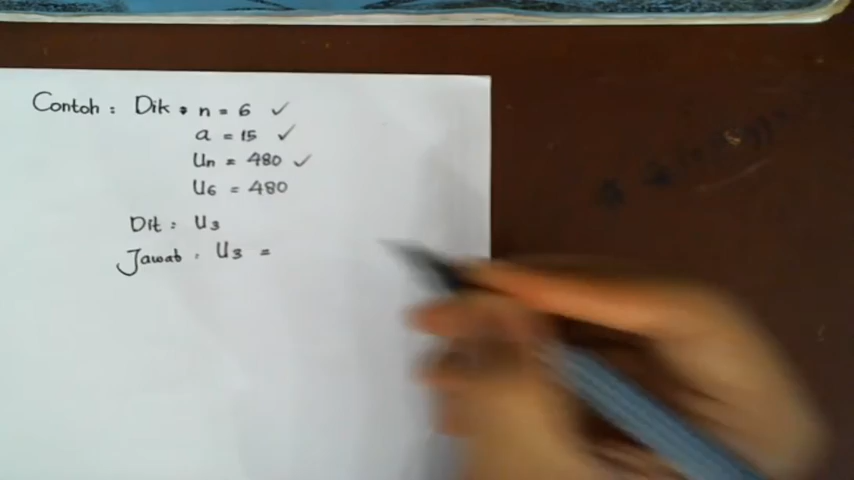 Contoh : Dik : n = 6 ✓
a = 15 ✓
Un = 480 ✓
U6 = 480
Dit : U3
Jawab : U3 =